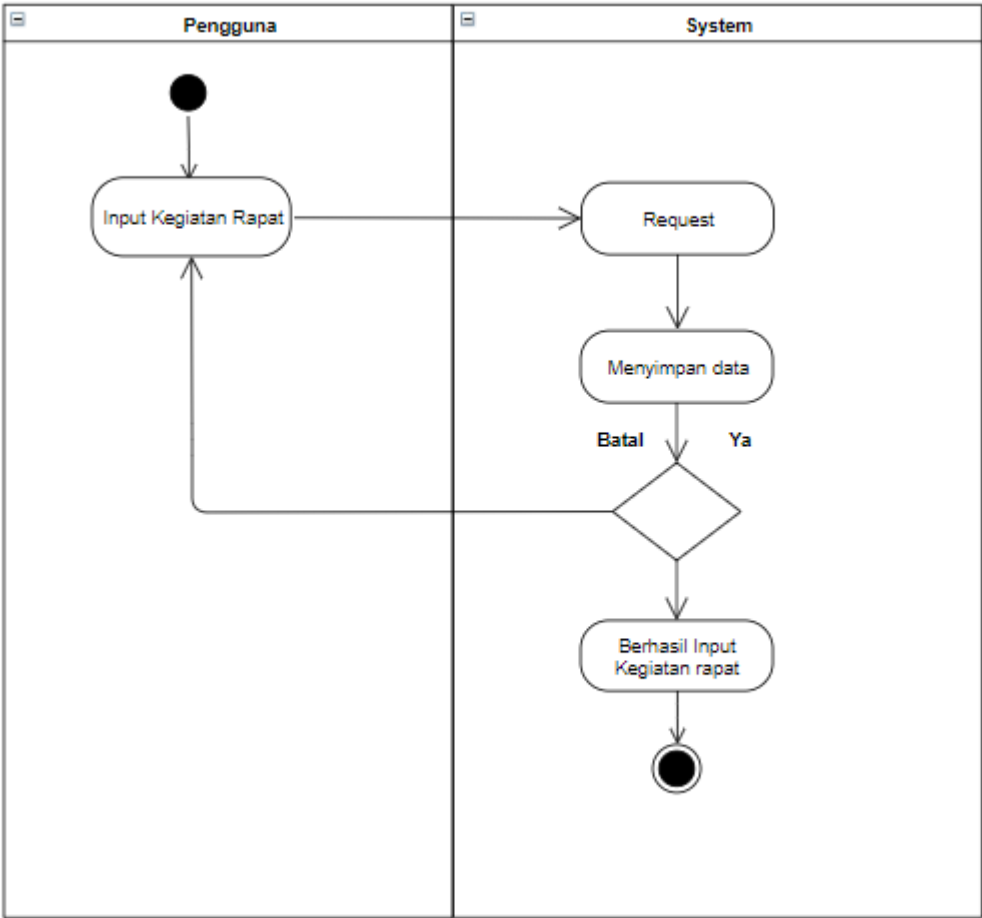 Pengguna
System
Input Kegiatan Rapat
Request
Menyimpan data
Batal
Ya
Berhasil Input
Kegiatan rapat